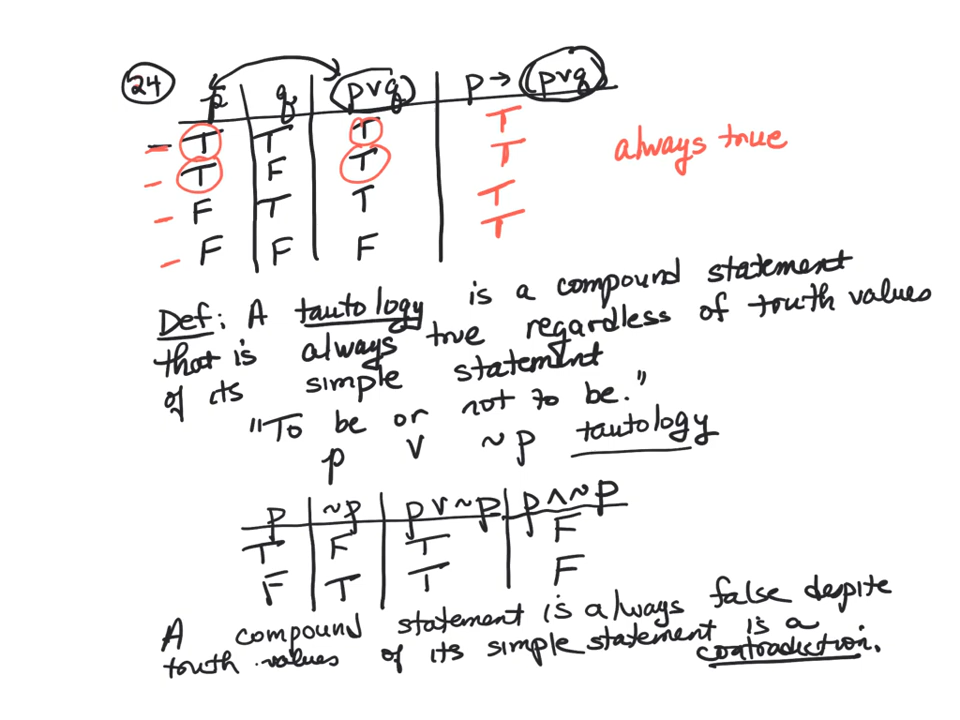 24 p q p∨q p → p∨q
T T T T
T F T T always true
F T T T
F F F T
Def: A tautology is a compound statement
that is always true regardless of truth values
of its simple statement
"To be or not to be."
p ∨ ~p tautology
p ~p p∨~p p∧~p
T F T F
F T T F
A compound statement is always false despite
truth values of its simple statement is a
contradiction.